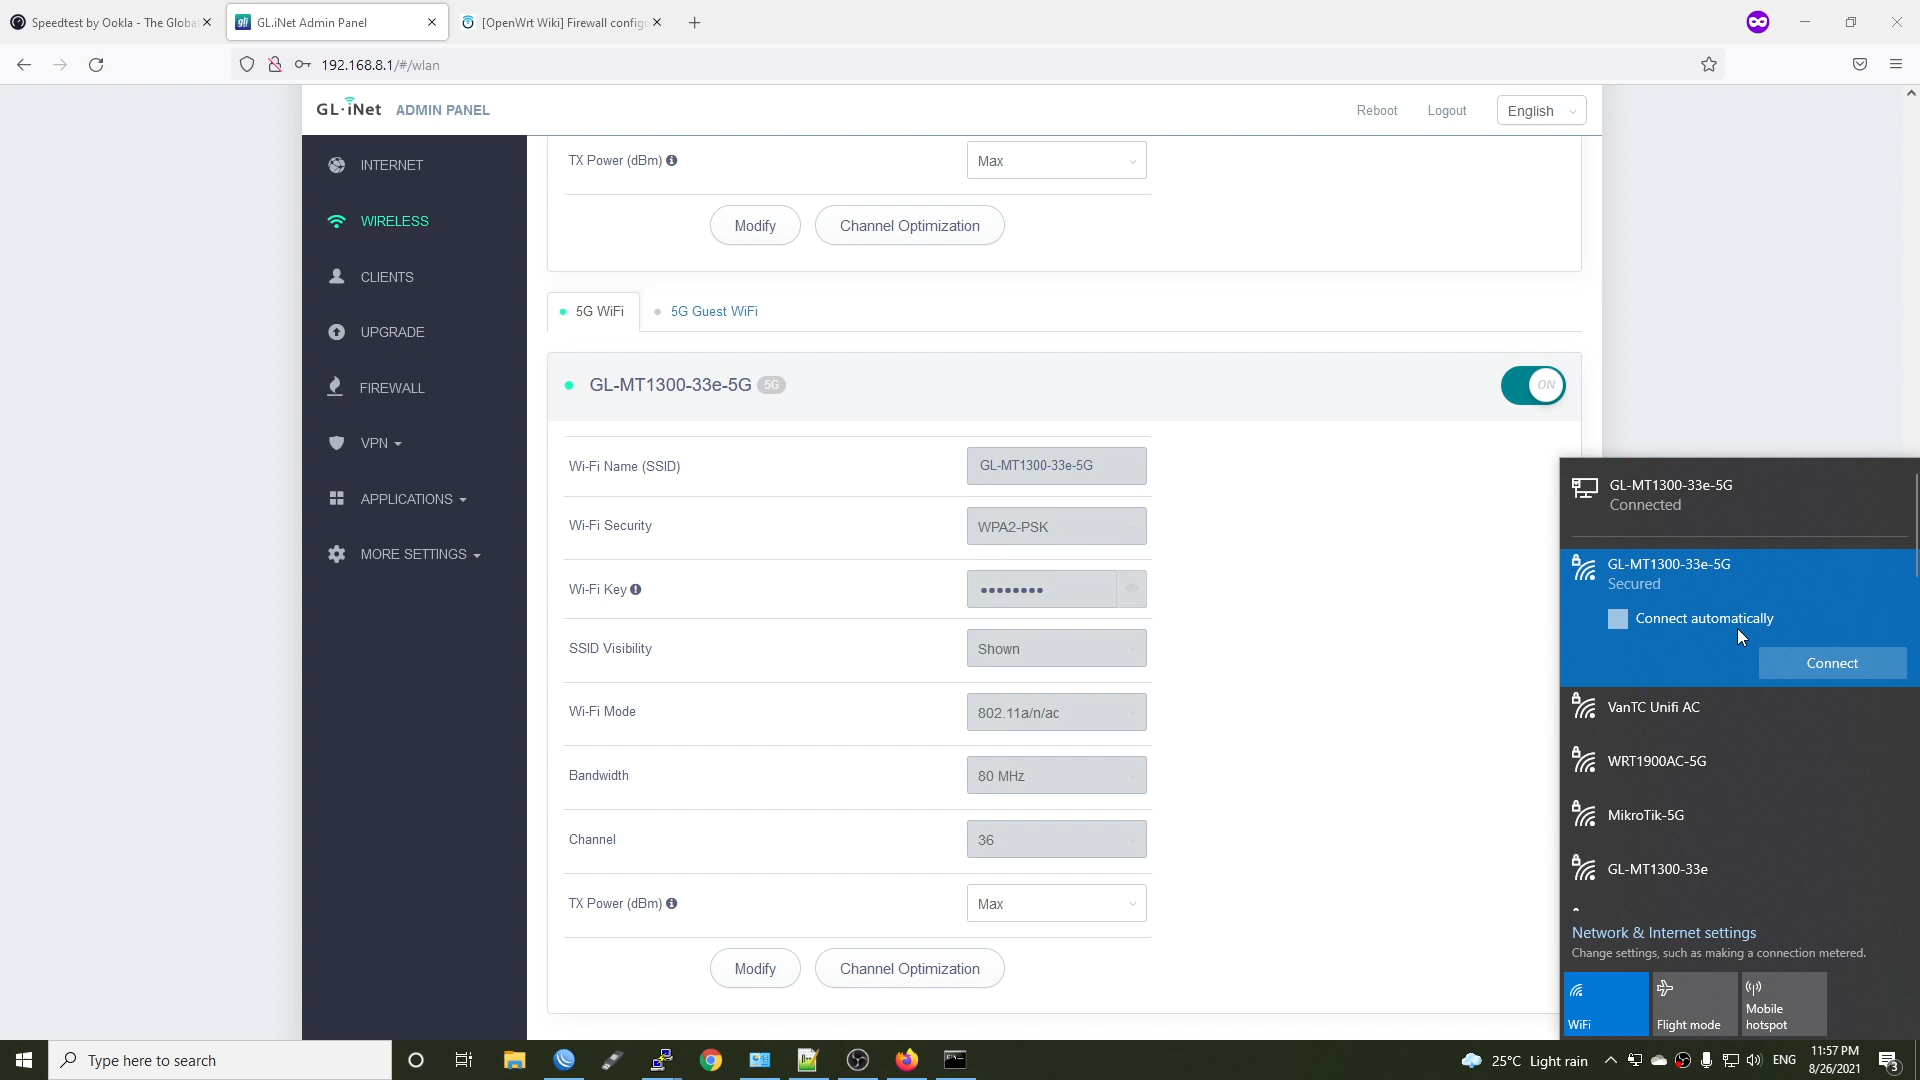 Speedtest by Ookla - The Global
GL.iNet Admin Panel
[OpenWrt Wiki] Firewall configu
192.168.8.1/#/wlan
GL·iNet ADMIN PANEL
Reboot
Logout
English
INTERNET
WIRELESS
CLIENTS
UPGRADE
FIREWALL
VPN
APPLICATIONS
MORE SETTINGS
TX Power (dBm)
Max
Modify
Channel Optimization
5G WiFi
5G Guest WiFi
GL-MT1300-33e-5G 5G
ON
Wi-Fi Name (SSID)
GL-MT1300-33e-5G
Wi-Fi Security
WPA2-PSK
Wi-Fi Key
••••••••
SSID Visibility
Shown
Wi-Fi Mode
802.11a/n/ac
Bandwidth
80 MHz
Channel
36
TX Power (dBm)
Max
Modify
Channel Optimization
GL-MT1300-33e-5G
Connected
GL-MT1300-33e-5G
Secured
Connect automatically
Connect
VanTC Unifi AC
WRT1900AC-5G
MikroTik-5G
GL-MT1300-33e
Network & Internet settings
Change settings, such as making a connection metered.
WiFi
Flight mode
Mobile
hotspot
Type here to search
25°C Light rain
ENG
11:57 PM
8/26/2021
3